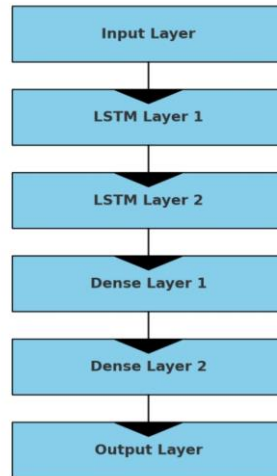 Input Layer
LSTM Layer 1
LSTM Layer 2
Dense Layer 1
Dense Layer 2
Output Layer